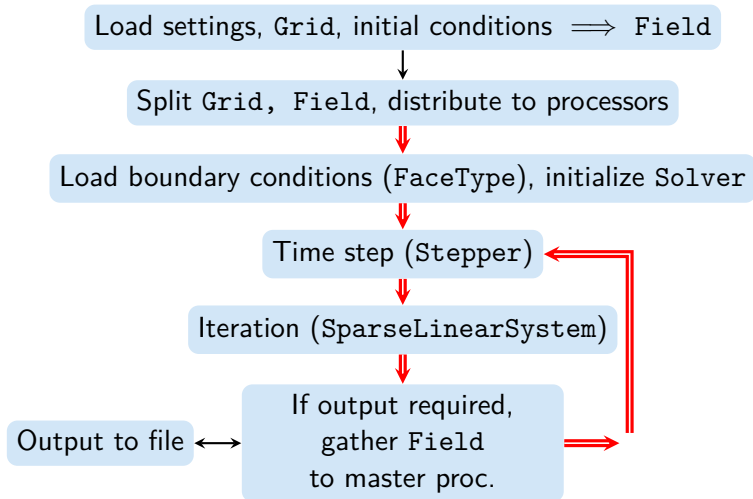 Load settings, Grid, initial conditions ⟹ Field
Split Grid, Field, distribute to processors
Load boundary conditions (FaceType), initialize Solver
Time step (Stepper)
Iteration (SparseLinearSystem)
If output required,
gather Field
to master proc.
Output to file